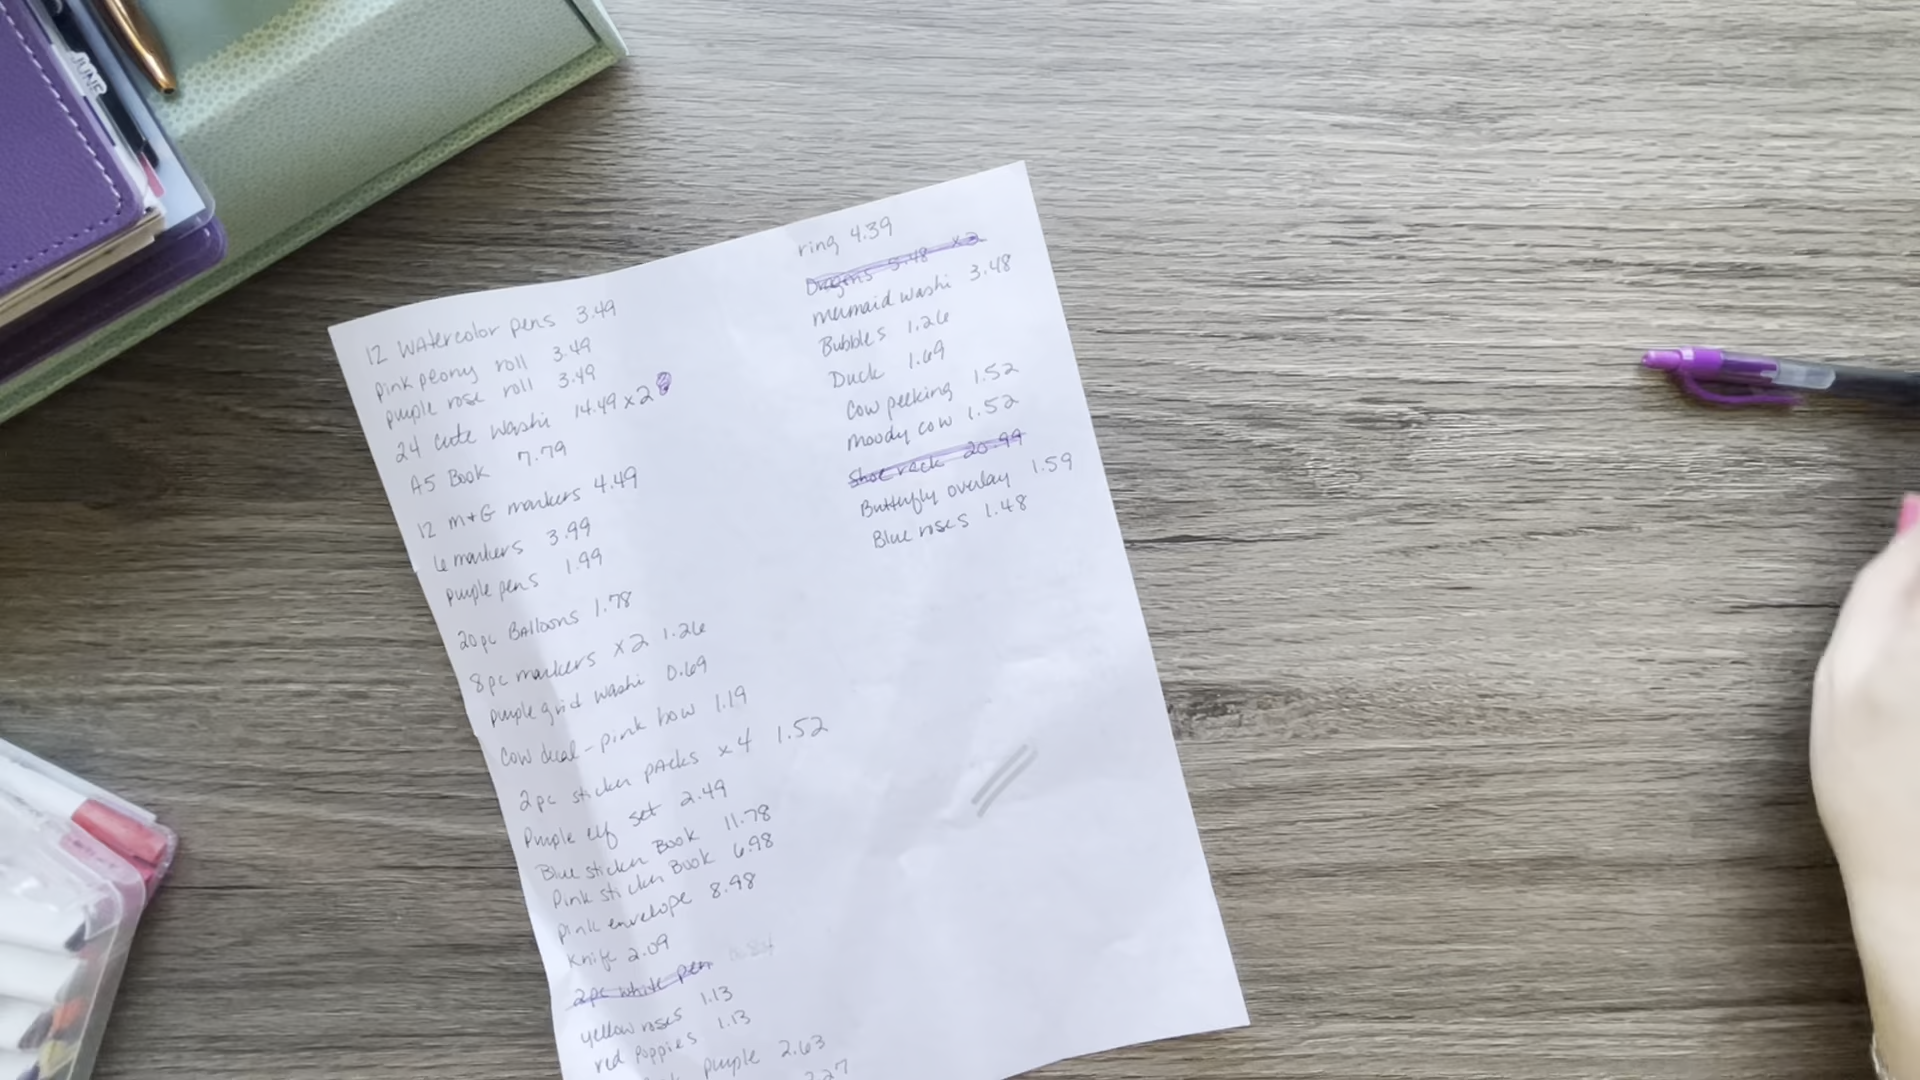 JUNE
12 Watercolor pens 3.49
pink peony roll 3.49
purple rose roll 3.49
24 cute washi 14.49 x2
A5 Book 7.79
12 M+G markers 4.49
6 markers 3.99
purple pens 1.99
20pc Balloons 1.78
8pc markers x2 1.26
purple grid washi 0.69
Cow dual - pink bow 1.19
2pc sticker packs x4 1.52
Purple elf set 2.49
Blue sticker Book 11.78
Pink sticker Book 6.98
pink envelope 8.98
Knife 2.09
2pc white pen 0.84
yellow roses 1.13
red poppies 1.13
purple 2.63
ring 4.39
Dragons 5.48 x2
mermaid washi 3.48
Bubbles 1.26
Duck 1.69
Cow peeking 1.52
moody cow 1.52
Shoe rack 20.99
Butterfly overlay 1.59
Blue roses 1.48